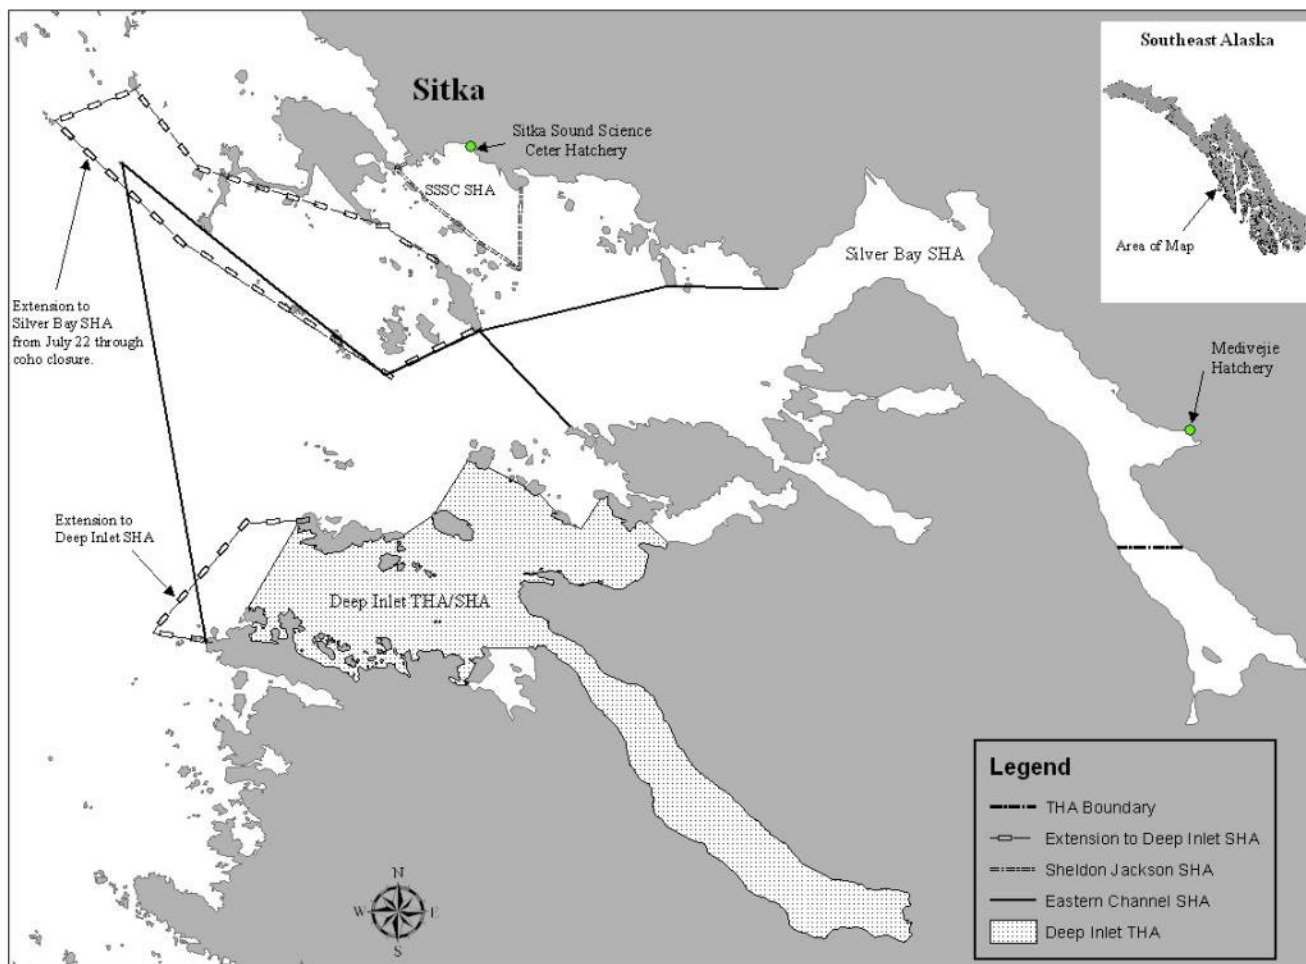 Southeast Alaska
Sitka
Sitka Sound Science
Ceter Hatchery
SSSC SHA
Area of Map
Silver Bay SHA
Extension to
Silver Bay SHA
from July 22 through
coho closure.
Medivejie
Hatchery
Extension to
Deep Inlet SHA
Deep Inlet THA/SHA
Legend
THA Boundary
Extension to Deep Inlet SHA
Sheldon Jackson SHA
Eastern Channel SHA
Deep Inlet THA
N
W E
S